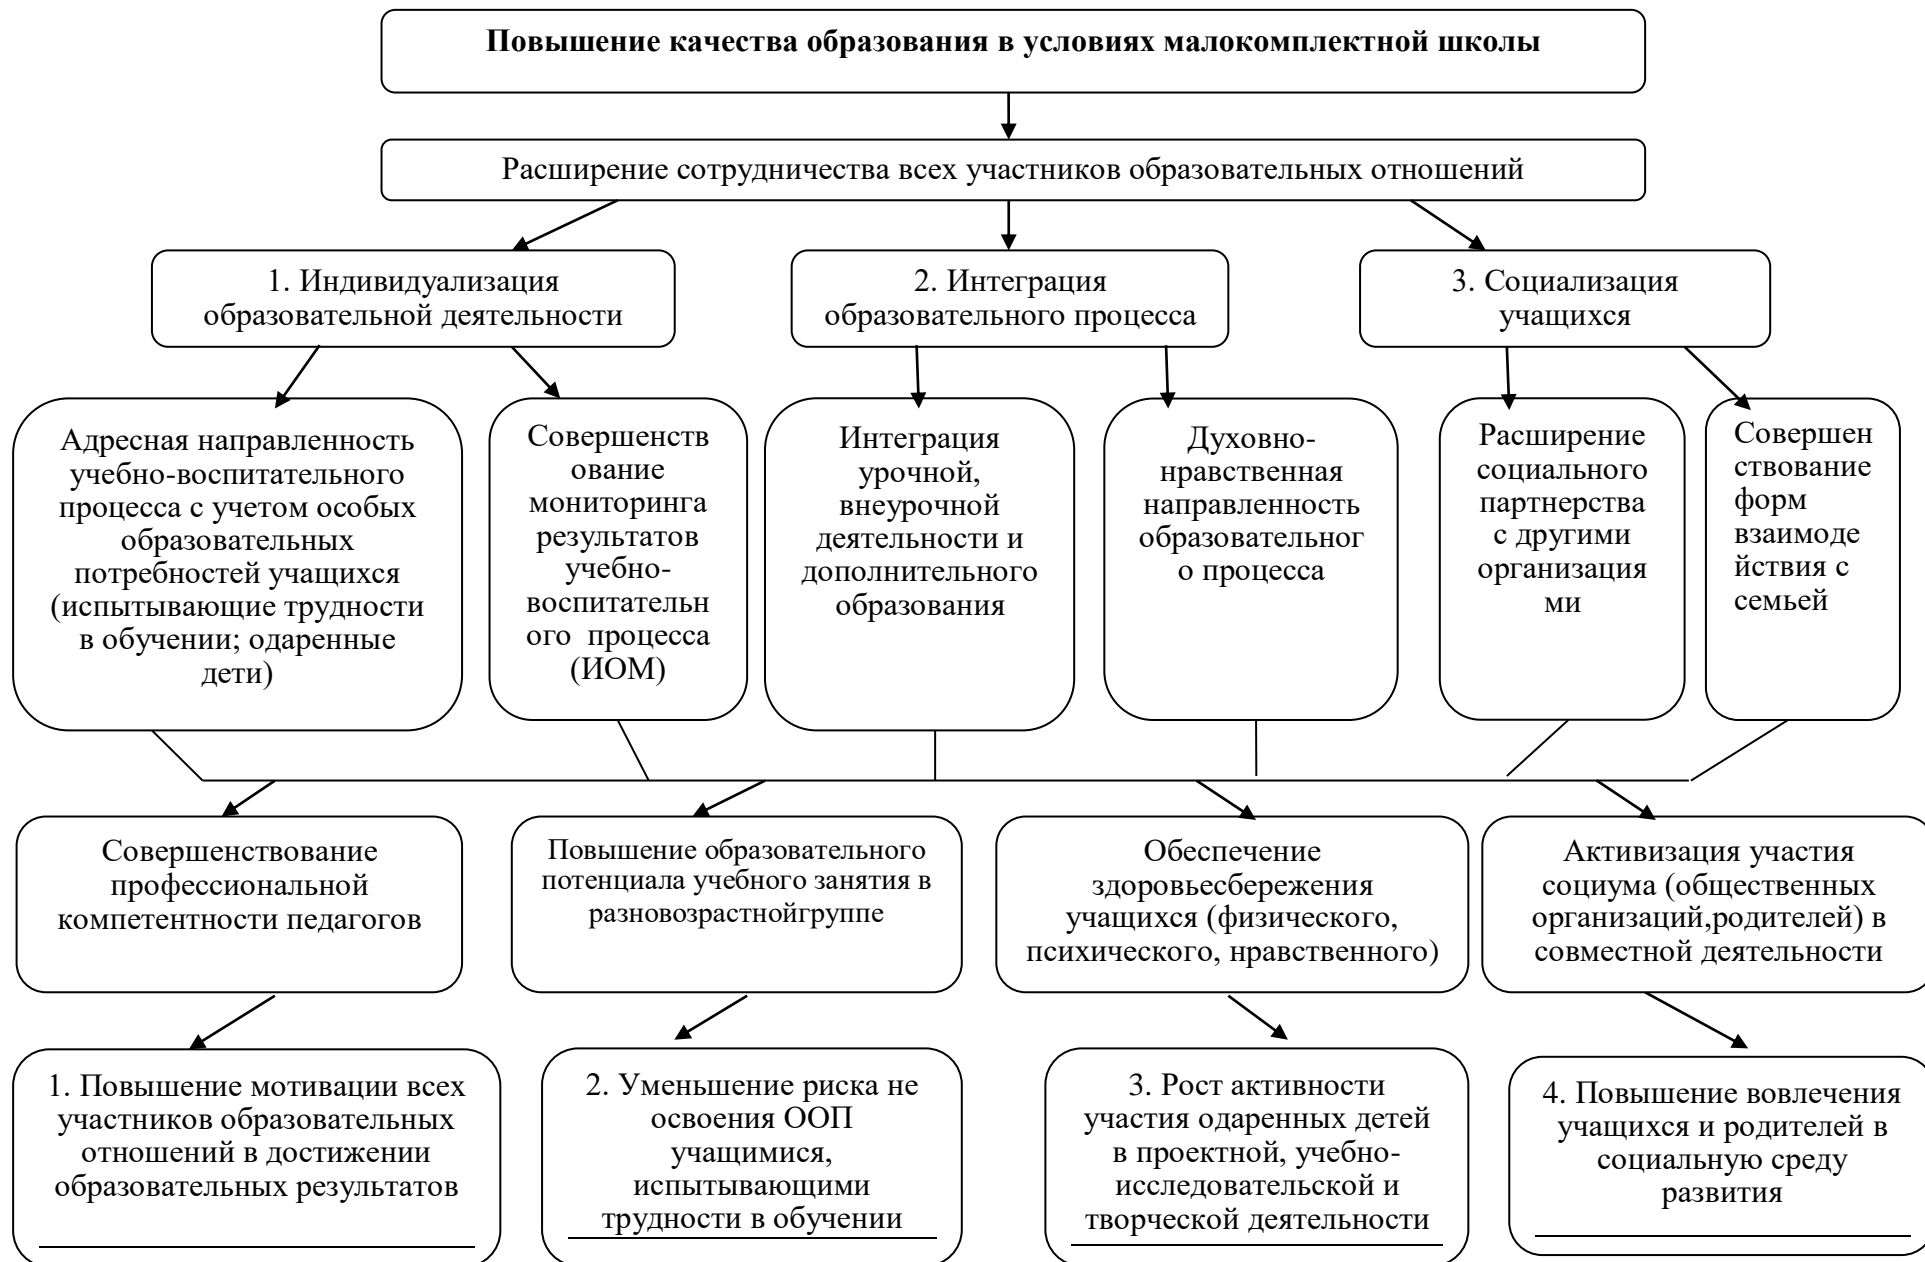 Повышение качества образования в условиях малокомплектной школы
Расширение сотрудничества всех участников образовательных отношений
1. Индивидуализация
образовательной деятельности
2. Интеграция
образовательного процесса
3. Социализация
учащихся
Адресная направленность
учебно-воспитательного
процесса с учетом особых
образовательных
потребностей учащихся
(испытывающие трудности
в обучении; одаренные
дети)
Совершенств
ование
мониторинга
результатов
учебно-
воспитательн
ого процесса
(ИОМ)
Интеграция
урочной,
внеурочной
деятельности и
дополнительного
образования
Духовно-
нравственная
направленность
образовательног
о процесса
Расширение
социального
партнерства
с другими
организация
ми
Совершен
ствование
форм
взаимоде
йствия с
семьей
Совершенствование
профессиональной
компетентности педагогов
Повышение образовательного
потенциала учебного занятия в
разновозрастнойгруппе
Обеспечение
здоровьесбережения
учащихся (физического,
психического, нравственного)
Активизация участия
социума (общественных
организаций,родителей) в
совместной деятельности
1. Повышение мотивации всех
участников образовательных
отношений в достижении
образовательных результатов
2. Уменьшение риска не
освоения ООП
учащимися,
испытывающими
трудности в обучении
3. Рост активности
участия одаренных детей
в проектной, учебно-
исследовательской и
творческой деятельности
4. Повышение вовлечения
учащихся и родителей в
социальную среду
развития